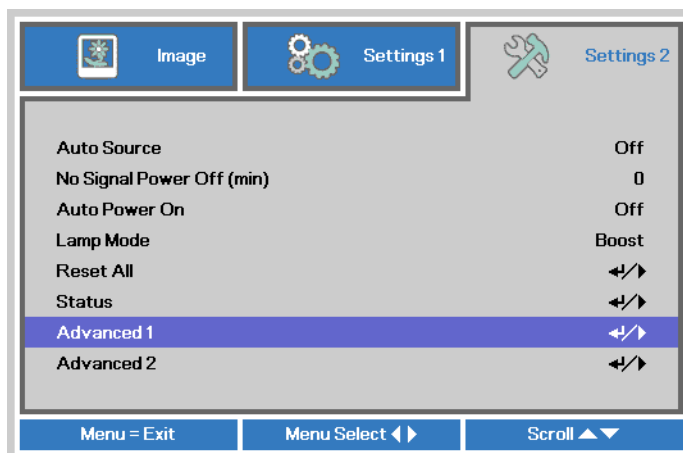 Image Settings 1 Settings 2
Auto Source Off
No Signal Power Off (min) 0
Auto Power On Off
Lamp Mode Boost
Reset All ↵/▶
Status ↵/▶
Advanced 1 ↵/▶
Advanced 2 ↵/▶
Menu = Exit Menu Select ◀▶ Scroll ▲▼